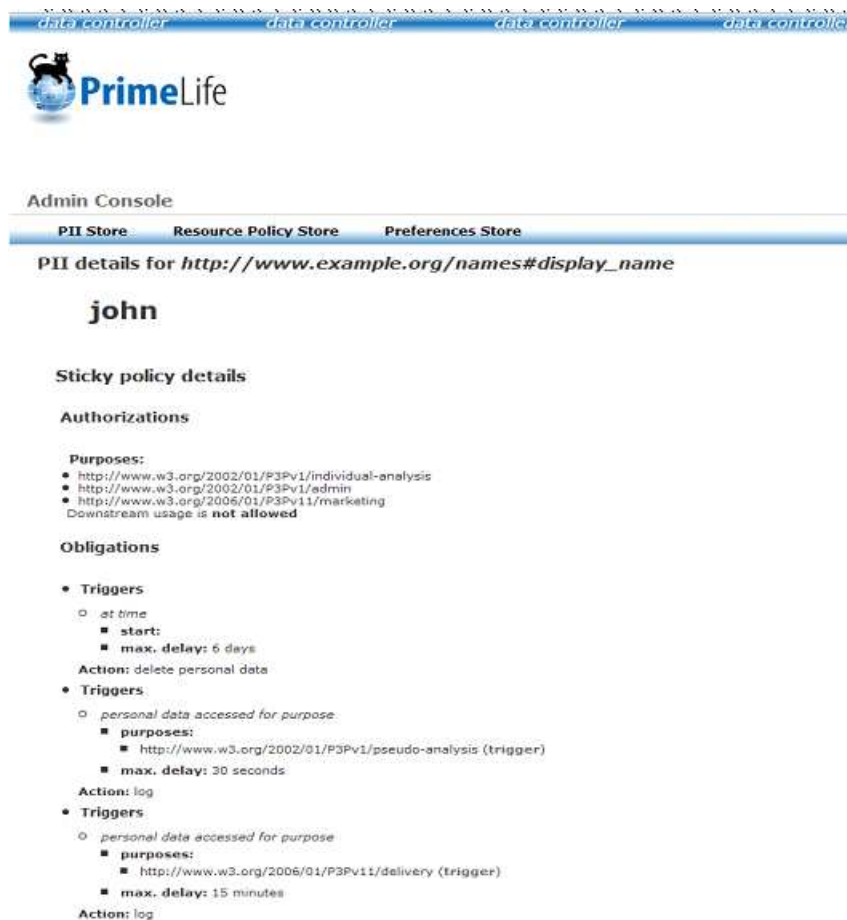 data controller data controller data controller data controlle
PrimeLife
Admin Console
PII Store Resource Policy Store Preferences Store
PII details for http://www.example.org/names#display_name
john
Sticky policy details
Authorizations
Purposes:
• http://www.w3.org/2002/01/P3Pv1/individual-analysis
• http://www.w3.org/2002/01/P3Pv1/admin
• http://www.w3.org/2006/01/P3Pv11/marketing
Downstream usage is not allowed
Obligations
• Triggers
○ at time
■ start:
■ max. delay: 6 days
Action: delete personal data
• Triggers
○ personal data accessed for purpose
■ purposes:
■ http://www.w3.org/2002/01/P3Pv1/pseudo-analysis (trigger)
■ max. delay: 30 seconds
Action: log
• Triggers
○ personal data accessed for purpose
■ purposes:
■ http://www.w3.org/2006/01/P3Pv11/delivery (trigger)
■ max. delay: 15 minutes
Action: log